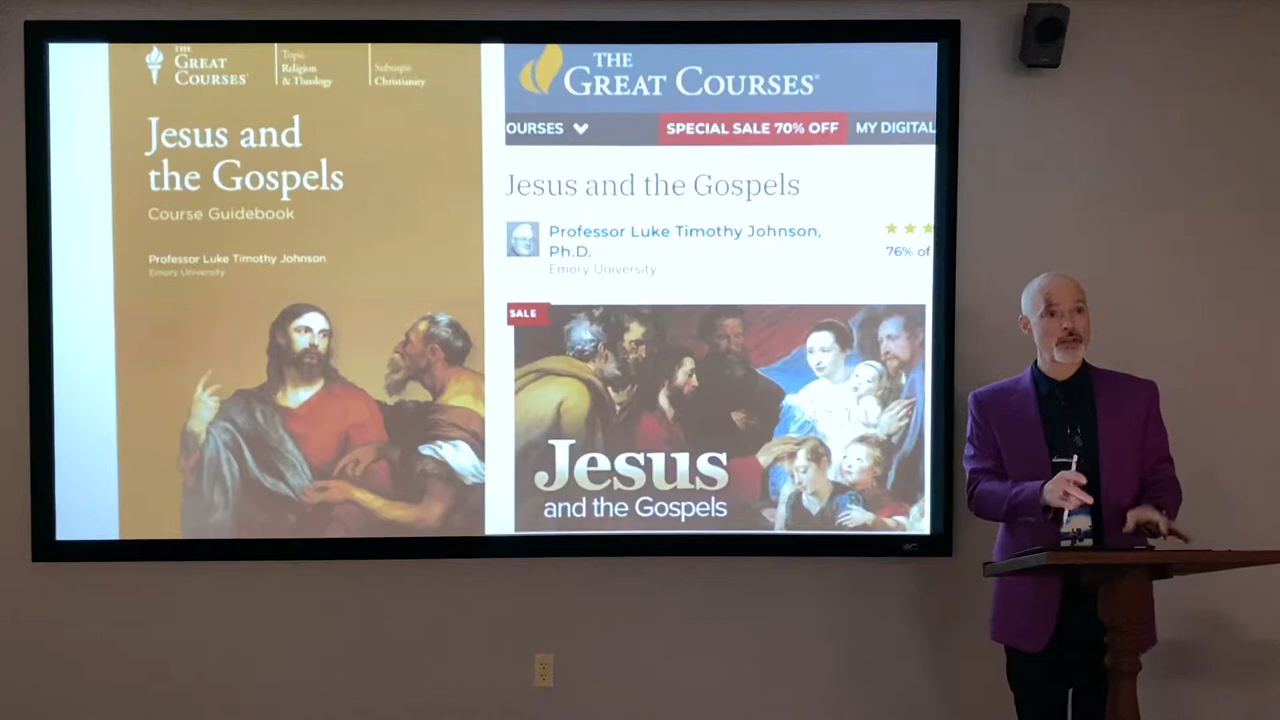 THE
GREAT
COURSES®
Topic
Religion
& Theology
Subtopic
Christianity
Jesus and
the Gospels
Course Guidebook
Professor Luke Timothy Johnson
Emory University
THE
GREAT COURSES®
OURSES
SPECIAL SALE 70% OFF
MY DIGITAL
Jesus and the Gospels
Professor Luke Timothy Johnson,
Ph.D.
Emory University
76% of
SALE
Jesus
and the Gospels